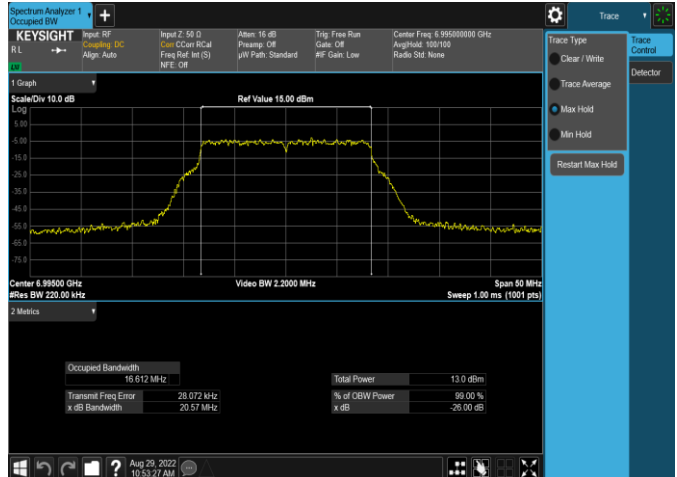 Spectrum Analyzer 1
Occupied BW
Trace
KEYSIGHT
Input: RF
Input Z: 50 Ω
Atten: 16 dB
Trig: Free Run
Center Freq: 6.995000000 GHz
R L
Coupling: DC
Corr CCorr RCal
Preamp: Off
Gate: Off
Avg|Hold: 100/100
Align: Auto
Freq Ref: Int (S)
µW Path: Standard
#IF Gain: Low
Radio Std: None
NFE: Off
Trace Type
Clear / Write
Trace Average
Max Hold
Min Hold
Restart Max Hold
Trace Control
Detector
1 Graph
Scale/Div 10.0 dB
Ref Value 15.00 dBm
Log
5.00
-5.00
-15.0
-25.0
-35.0
-45.0
-55.0
-65.0
-75.0
Center 6.99500 GHz
Video BW 2.2000 MHz
Span 50 MHz
#Res BW 220.00 kHz
Sweep 1.00 ms (1001 pts)
2 Metrics
Occupied Bandwidth
16.612 MHz
Total Power
13.0 dBm
Transmit Freq Error
28.072 kHz
% of OBW Power
99.00 %
x dB Bandwidth
20.57 MHz
x dB
-26.00 dB
Aug 29, 2022
10:53:27 AM